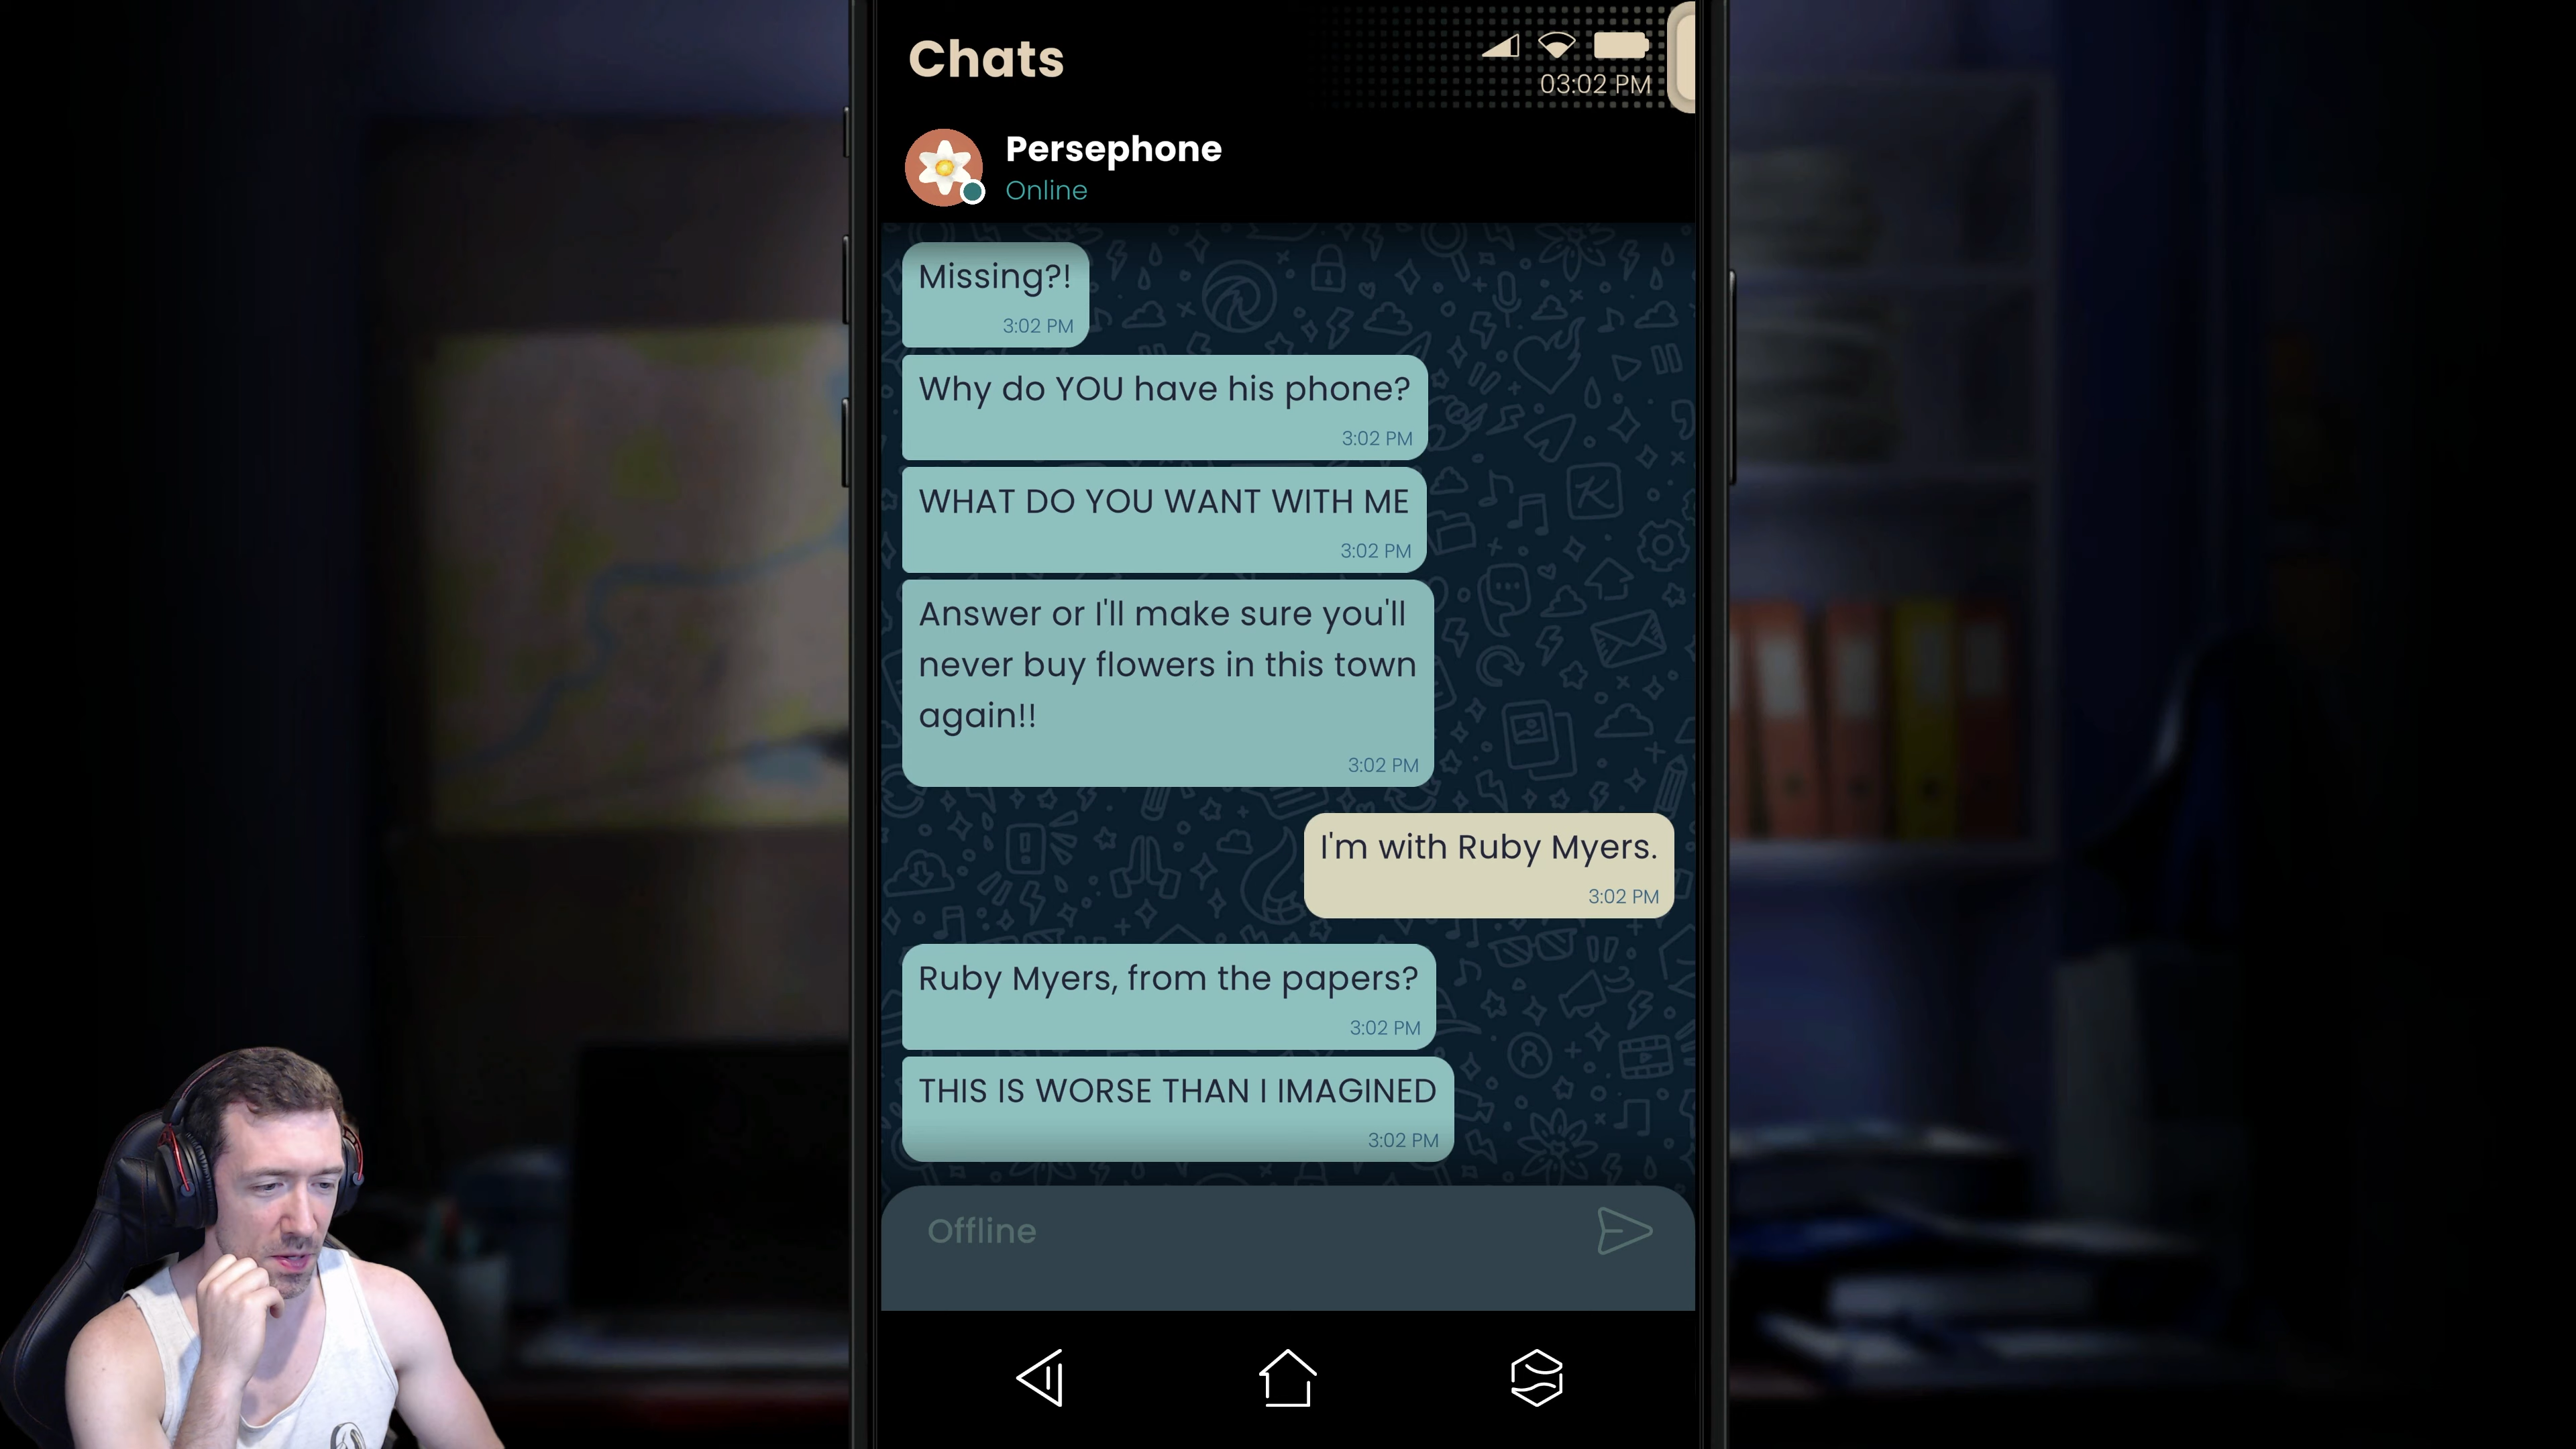 Chats
03:02 PM
Persephone
Online
Missing?!
3:02 PM
Why do YOU have his phone?
3:02 PM
WHAT DO YOU WANT WITH ME
3:02 PM
Answer or I'll make sure you'll
never buy flowers in this town
again!!
3:02 PM
I'm with Ruby Myers.
3:02 PM
Ruby Myers, from the papers?
3:02 PM
THIS IS WORSE THAN I IMAGINED
3:02 PM
Offline